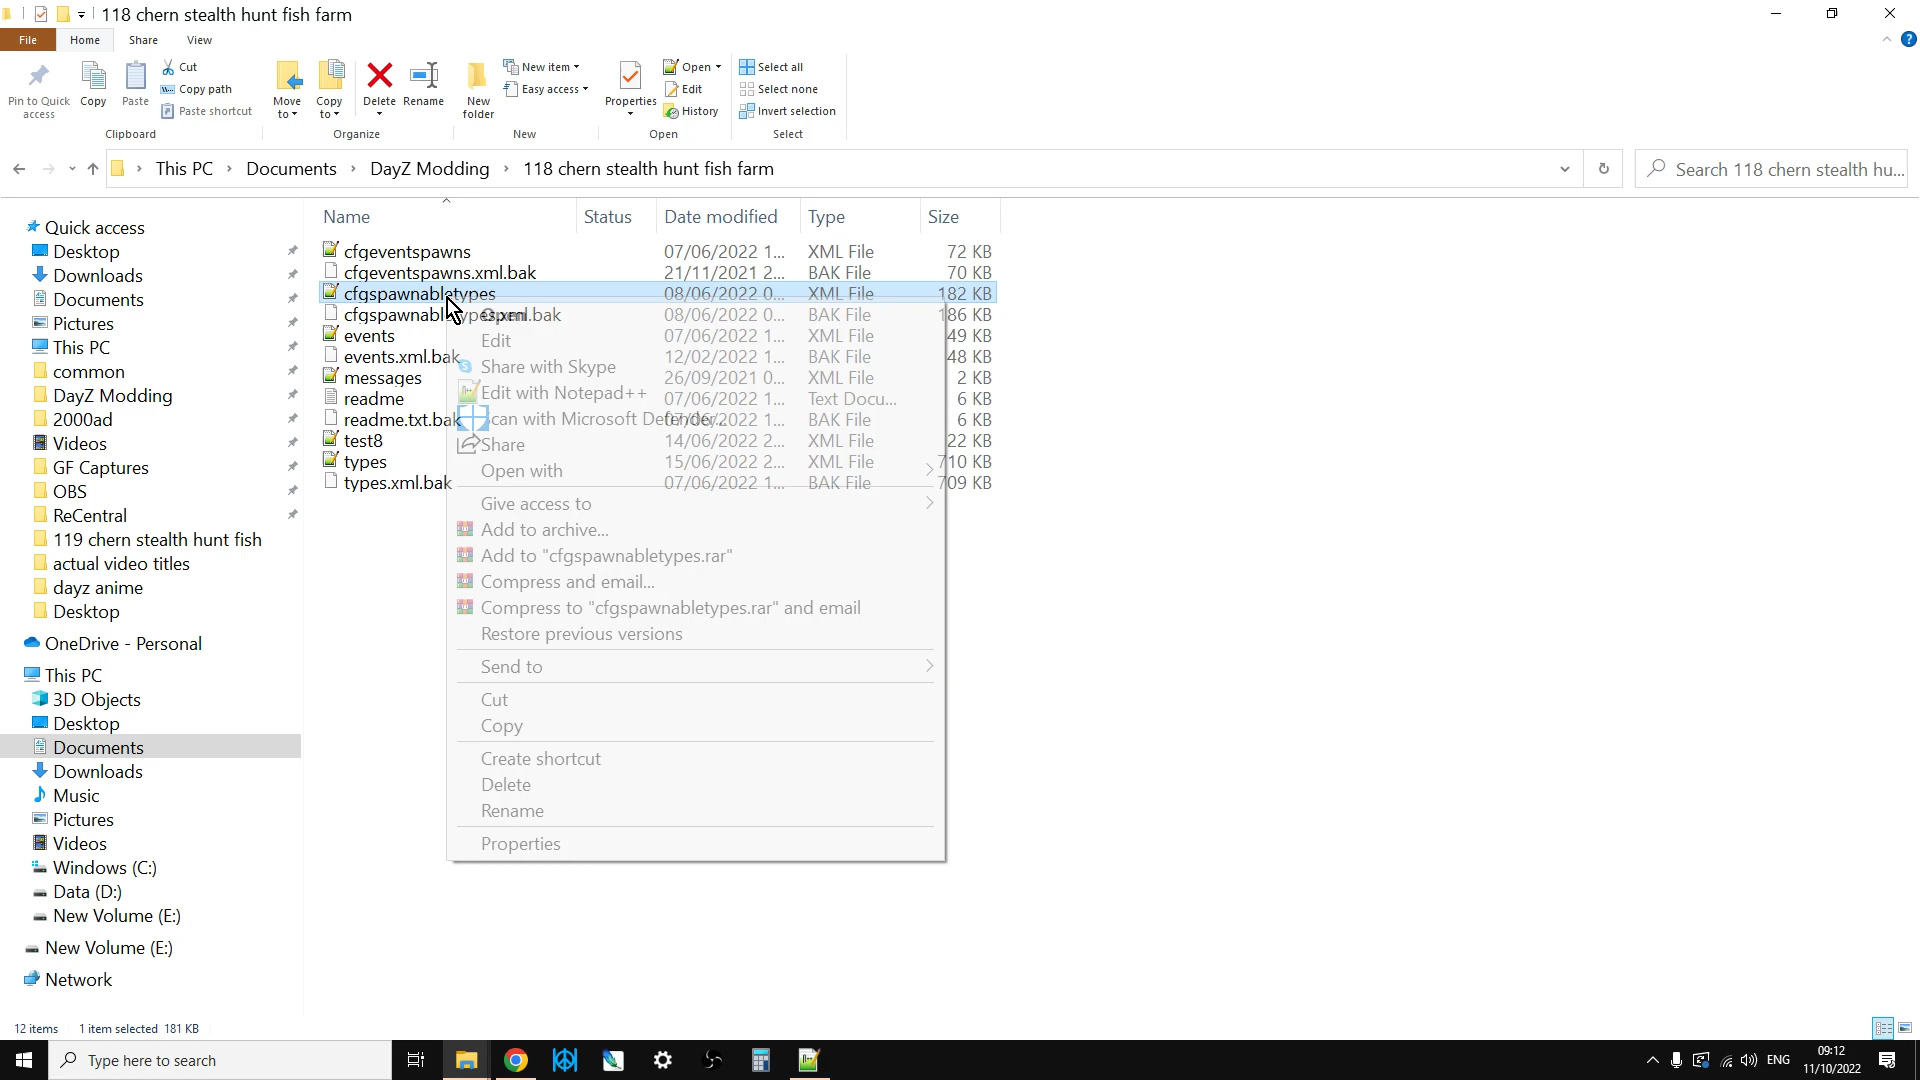 118 chern stealth hunt fish farm
File
Home
Share
View
Pin to Quick access
Copy
Paste
Cut
Copy path
Paste shortcut
Clipboard
Move to
Copy to
Delete
Rename
Organize
New folder
New item
Easy access
New
Properties
Open
Edit
History
Open
Select all
Select none
Invert selection
Select
This PC
Documents
DayZ Modding
118 chern stealth hunt fish farm
Search 118 chern stealth hu...
Name Status Date modified Type Size
cfgeventspawns 07/06/2022 1... XML File 72 KB
cfgeventspawns.xml.bak 21/11/2021 2... BAK File 70 KB
cfgspawnabletypes 08/06/2022 0... XML File 182 KB
cfgspawnabletypes.xml.bak 08/06/2022 0... BAK File 186 KB
events 07/06/2022 1... XML File 49 KB
events.xml.bak 12/02/2022 1... BAK File 48 KB
messages 26/09/2021 0... XML File 2 KB
readme 07/06/2022 1... Text Docu... 6 KB
readme.txt.bak 07/06/2022 1... BAK File 6 KB
test8 14/06/2022 2... XML File 22 KB
types 15/06/2022 2... XML File 710 KB
types.xml.bak 07/06/2022 1... BAK File 709 KB
Open
Edit
Share with Skype
Edit with Notepad++
Scan with Microsoft Defender...
Share
Open with
Give access to
Add to archive...
Add to "cfgspawnabletypes.rar"
Compress and email...
Compress to "cfgspawnabletypes.rar" and email
Restore previous versions
Send to
Cut
Copy
Create shortcut
Delete
Rename
Properties
Quick access
Desktop
Downloads
Documents
Pictures
This PC
common
DayZ Modding
2000ad
Videos
GF Captures
OBS
ReCentral
119 chern stealth hunt fish
actual video titles
dayz anime
Desktop
OneDrive - Personal
This PC
3D Objects
Desktop
Documents
Downloads
Music
Pictures
Videos
Windows (C:)
Data (D:)
New Volume (E:)
New Volume (E:)
Network
12 items 1 item selected 181 KB
Type here to search
ENG
09:12
11/10/2022